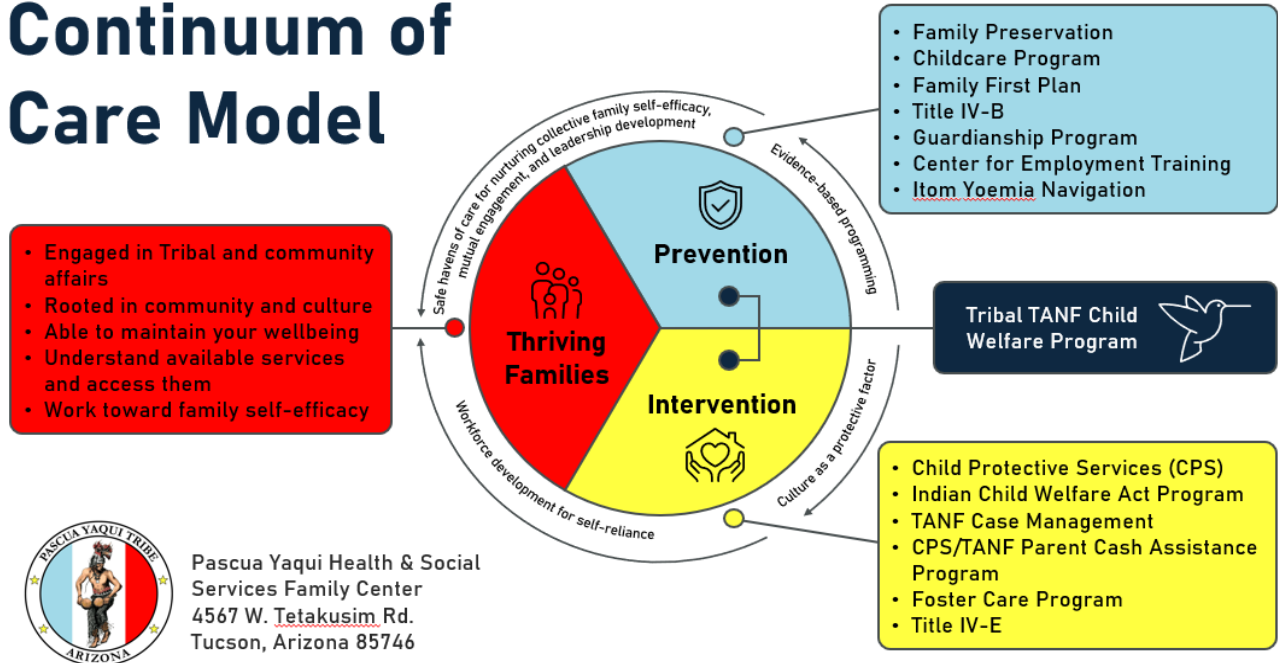 Continuum of
Care Model
• Family Preservation
• Childcare Program
• Family First Plan
• Title IV-B
• Guardianship Program
• Center for Employment Training
• Itom Yoemia Navigation
Safe havens of care for nurturing collective family self-efficacy,
mutual engagement, and leadership development
Evidence-based programming
Prevention
• Engaged in Tribal and community
affairs
• Rooted in community and culture
• Able to maintain your wellbeing
• Understand available services
and access them
• Work toward family self-efficacy
Thriving
Families
Tribal TANF Child
Welfare Program
Intervention
Workforce development for self-reliance
Culture as a protective factor
• Child Protective Services (CPS)
• Indian Child Welfare Act Program
• TANF Case Management
• CPS/TANF Parent Cash Assistance
Program
• Foster Care Program
• Title IV-E
PASCUA YAQUI TRIBE
ARIZONA
Pascua Yaqui Health & Social
Services Family Center
4567 W. Tetakusim Rd.
Tucson, Arizona 85746